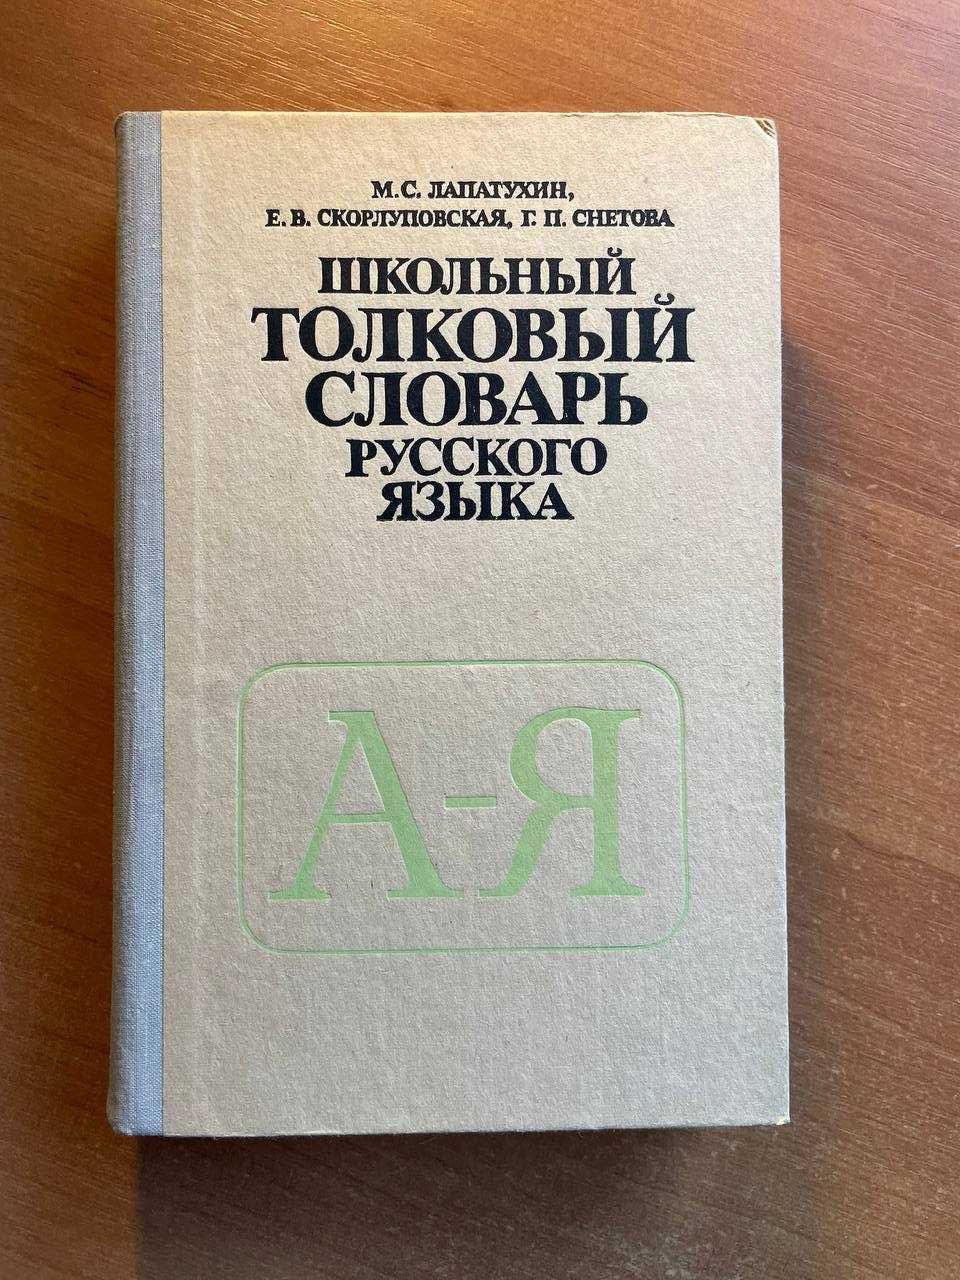 М.С. ЛАПАТУХИН,
Е.В. СКОРЛУПОВСКАЯ, Г.П. СНЕТОВА
ШКОЛЬНЫЙ
ТОЛКОВЫЙ
СЛОВАРЬ
РУССКОГО
ЯЗЫКА
А-Я